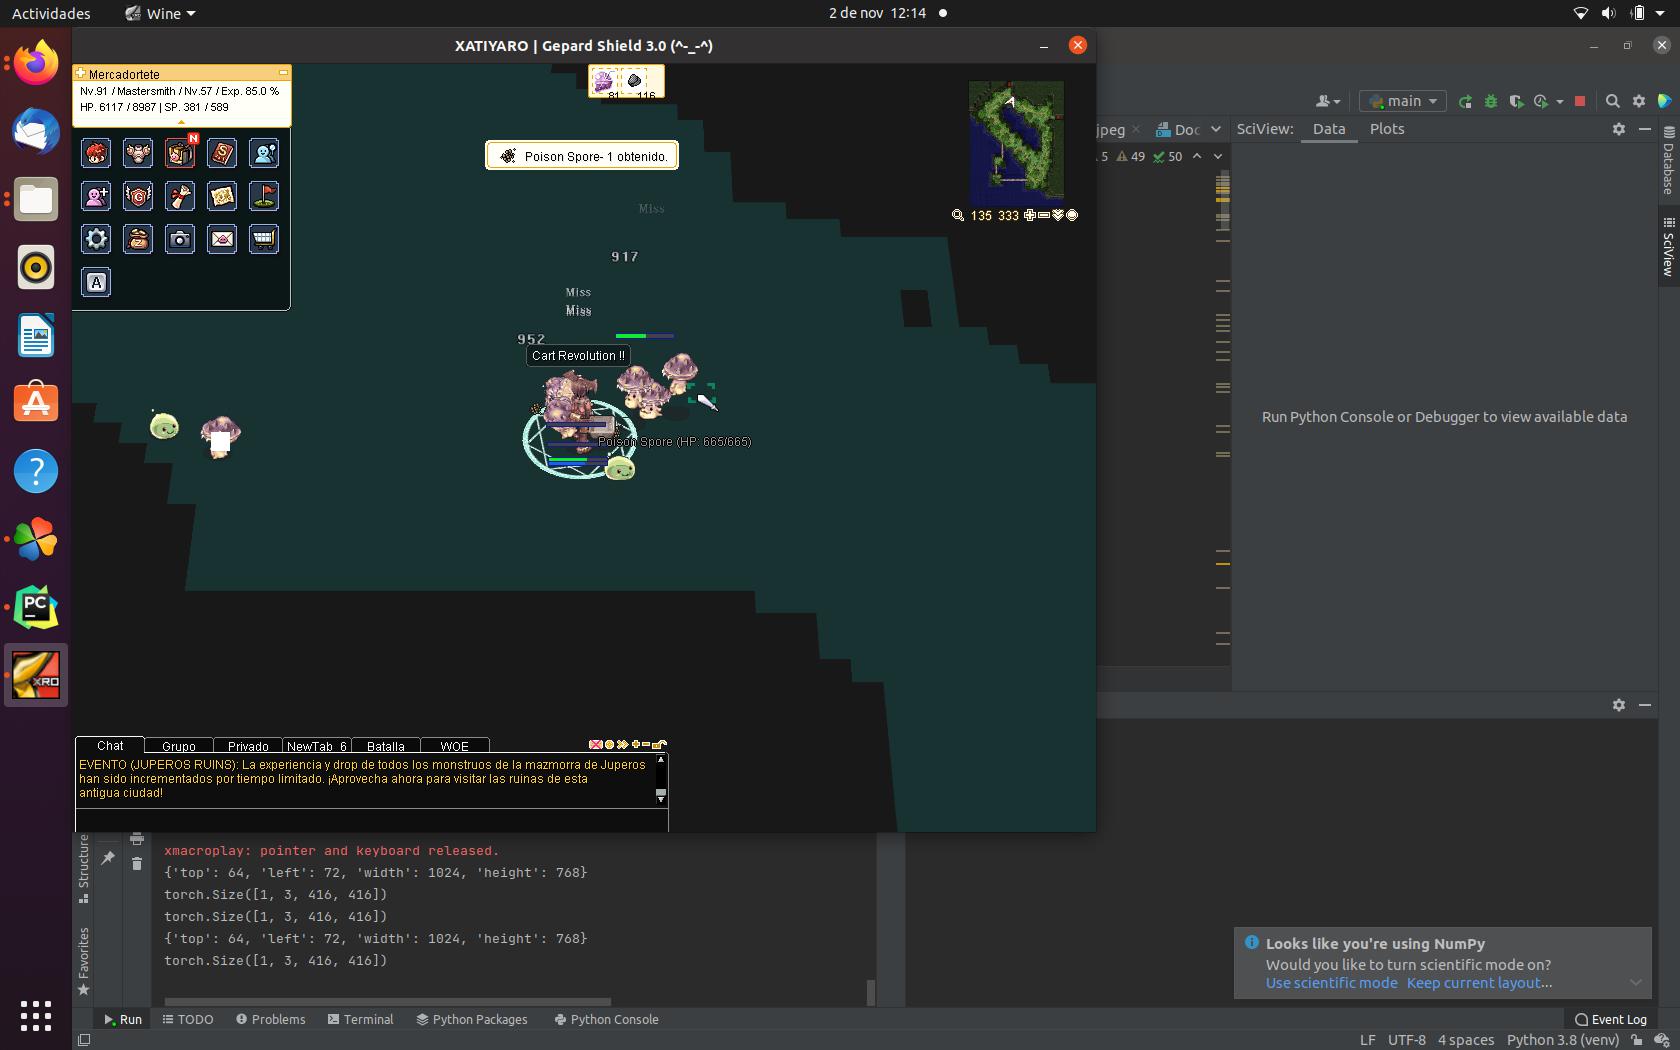 Actividades
Wine
2 de nov 12:14
XATIYARO | Gepard Shield 3.0 (^-_-^)
Mercadortete
Nv.91 / Mastersmith / Nv.57 / Exp. 85.0 %
HP. 6117 / 8987 | SP. 381 / 589
N
A
81 116
Poison Spore- 1 obtenido.
Miss
917
Miss
Miss
952
Cart Revolution !!
Poison Spore (HP: 665/665)
135 333
Chat
Grupo
Privado
NewTab_6
Batalla
WOE
EVENTO (JUPEROS RUINS): La experiencia y drop de todos los monstruos de la mazmorra de Juperos
han sido incrementados por tiempo limitado. ¡Aprovecha ahora para visitar las ruinas de esta
antigua ciudad!
main
jpeg
Doc
SciView:
Data
Plots
5
49
50
Database
SciView
Run Python Console or Debugger to view available data
PC
XRO
Structure
Favorites
xmacroplay: pointer and keyboard released.
{'top': 64, 'left': 72, 'width': 1024, 'height': 768}
torch.Size([1, 3, 416, 416])
torch.Size([1, 3, 416, 416])
{'top': 64, 'left': 72, 'width': 1024, 'height': 768}
torch.Size([1, 3, 416, 416])
Looks like you're using NumPy
Would you like to turn scientific mode on?
Use scientific mode Keep current layout...
Run
TODO
Problems
Terminal
Python Packages
Python Console
Event Log
LF UTF-8 4 spaces Python 3.8 (venv)